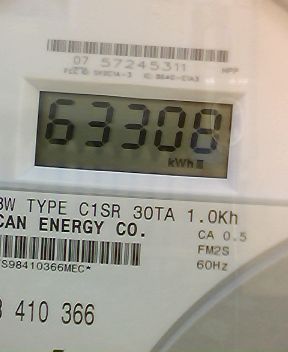 07 57245311
NPP
63308
kWh
3W TYPE C1SR 30TA 1.0Kh
CAN ENERGY CO.
CA 0.5
FM2S
60Hz
*S98410366MEC*
410 366